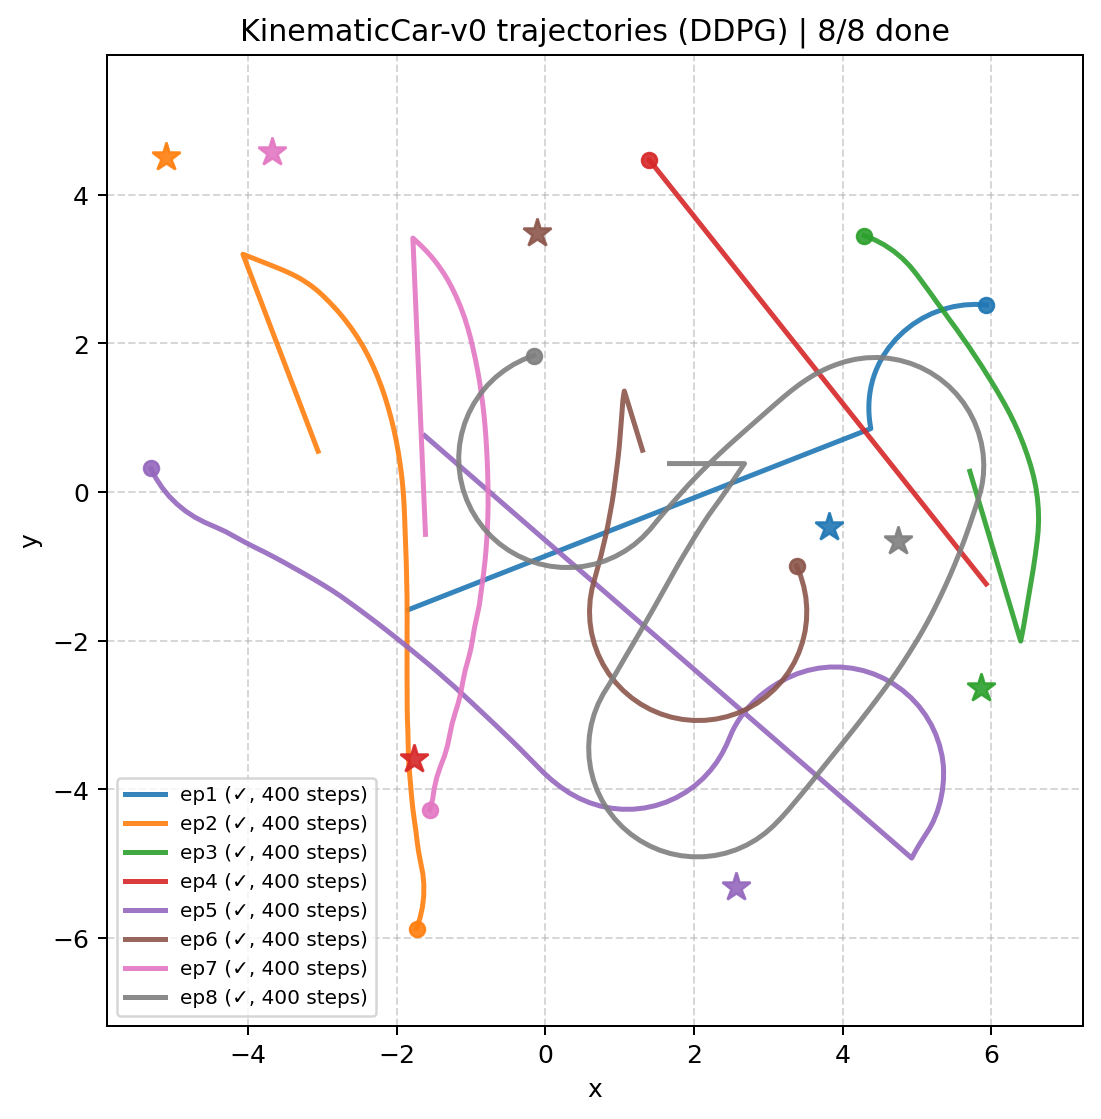 KinematicCar-v0 trajectories (DDPG) | 8/8 done
y
4
2
0
−2
−4
−6
ep1 (✓, 400 steps)
ep2 (✓, 400 steps)
ep3 (✓, 400 steps)
ep4 (✓, 400 steps)
ep5 (✓, 400 steps)
ep6 (✓, 400 steps)
ep7 (✓, 400 steps)
ep8 (✓, 400 steps)
−4 −2 0 2 4 6
x